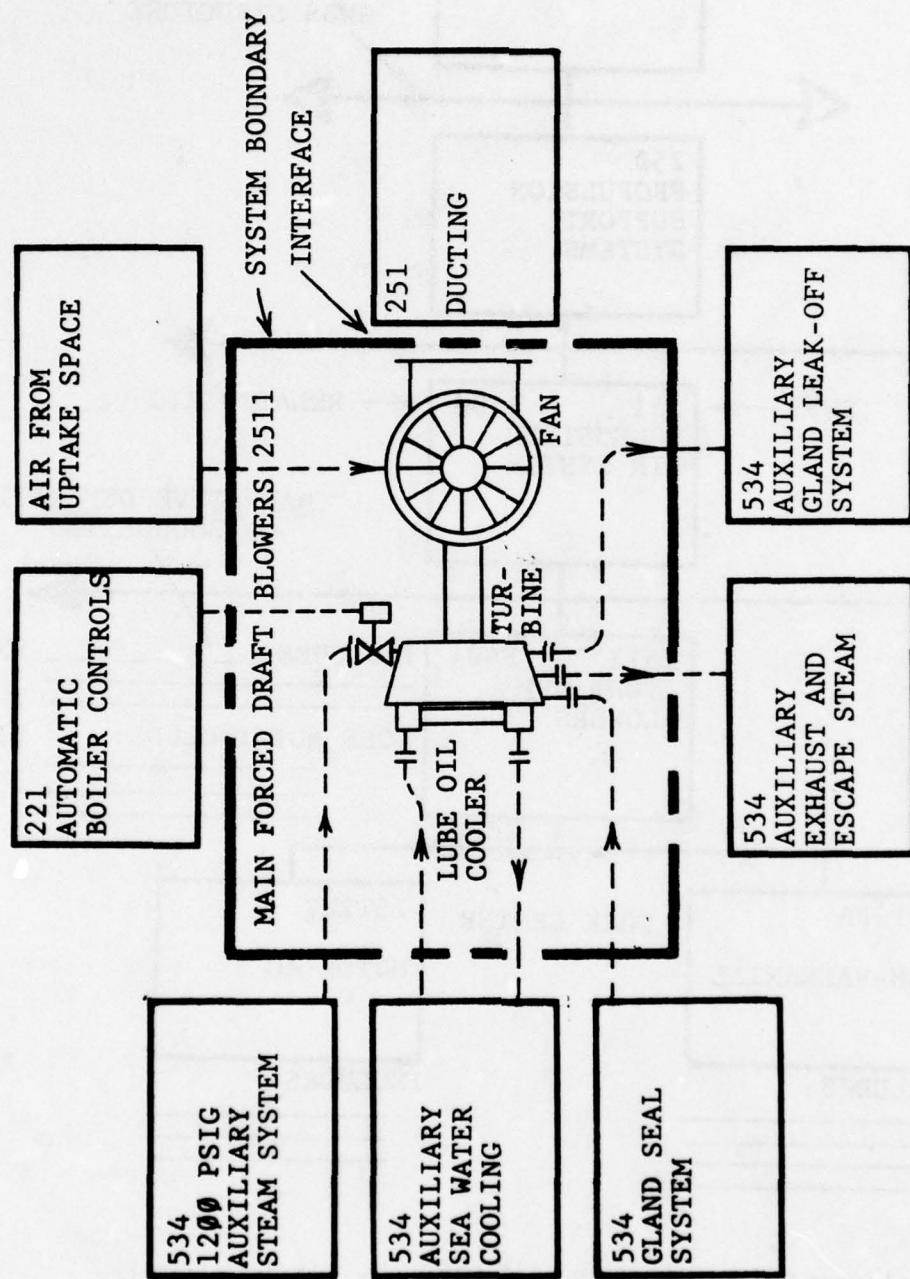 221
AUTOMATIC
BOILER CONTROLS
AIR FROM
UPTAKE SPACE
SYSTEM BOUNDARY
INTERFACE
MAIN FORCED DRAFT BLOWERS 2511
534
1200 PSIG
AUXILIARY
STEAM SYSTEM
534
AUXILIARY
SEA WATER
COOLING
534
GLAND SEAL
SYSTEM
LUBE OIL
COOLER
TUR-
BINE
FAN
251
DUCTING
534
AUXILIARY
EXHAUST AND
ESCAPE STEAM
534
AUXILIARY
GLAND LEAK-OFF
SYSTEM